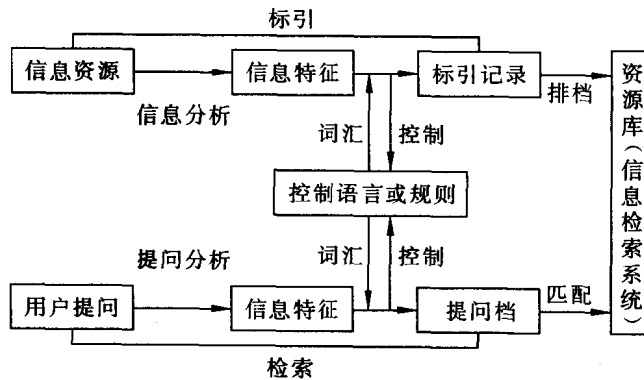 标引
信息资源
信息特征
标引记录
排档
信息分析
词汇
控制
控制语言或规则
资源库(信息检索系统)
提问分析
词汇
控制
用户提问
信息特征
提问档
匹配
检索